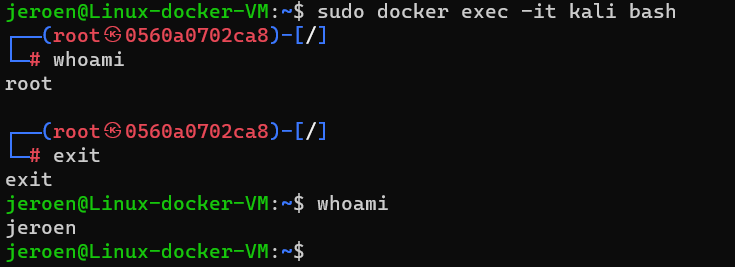 jeroen@Linux-docker-VM:~$ sudo docker exec -it kali bash
┌──(root㉿0560a0702ca8)-[/]
└─# whoami
root
┌──(root㉿0560a0702ca8)-[/]
└─# exit
exit
jeroen@Linux-docker-VM:~$ whoami
jeroen
jeroen@Linux-docker-VM:~$